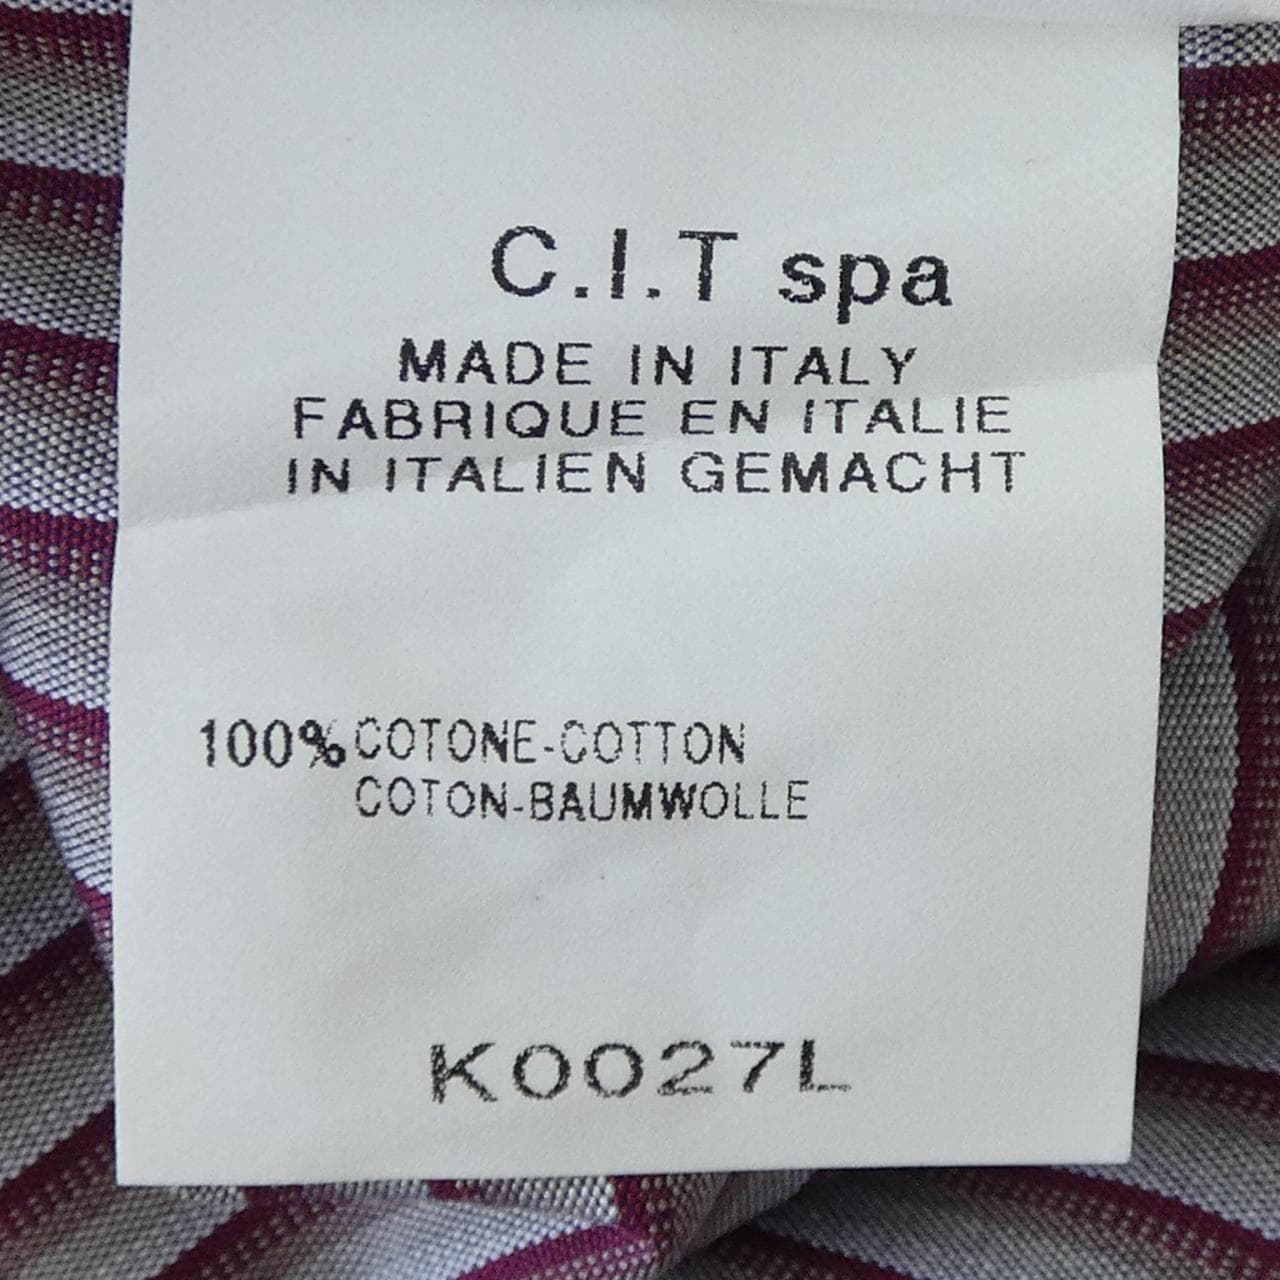 C.I.T spa
MADE IN ITALY
FABRIQUE EN ITALIE
IN ITALIEN GEMACHT
100% COTONE-COTTON
COTON-BAUMWOLLE
K0027L